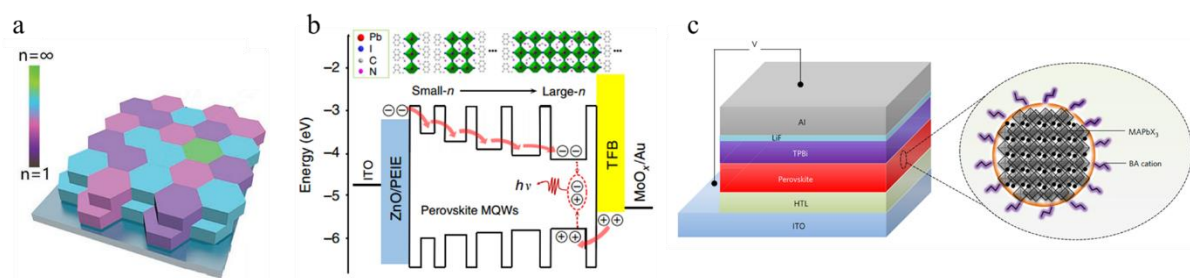 a
n=∞
n=1
b
Pb
I
C
N
...
...
Small-n
Large-n
−2
−3
−4
−5
−6
Energy (eV)
ITO
ZnO/PEIE
hν
Perovskite MQWs
TFB
MoOx/Au
c
V
Al
LiF
TPBi
Perovskite
HTL
ITO
MAPbX3
BA cation